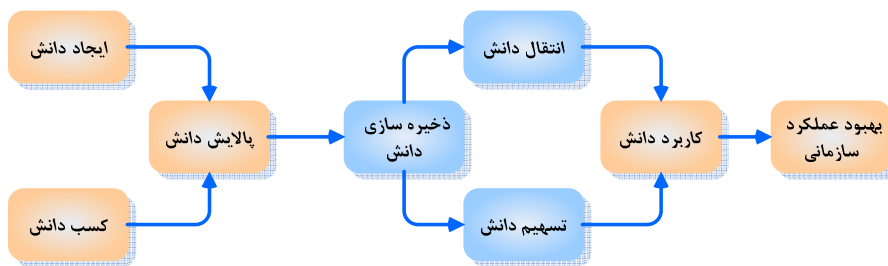 ایجاد دانش
کسب دانش
پالایش دانش
ذخیره سازی
دانش
انتقال دانش
تسهیم دانش
کاربرد دانش
بهبود عملکرد
سازمانی